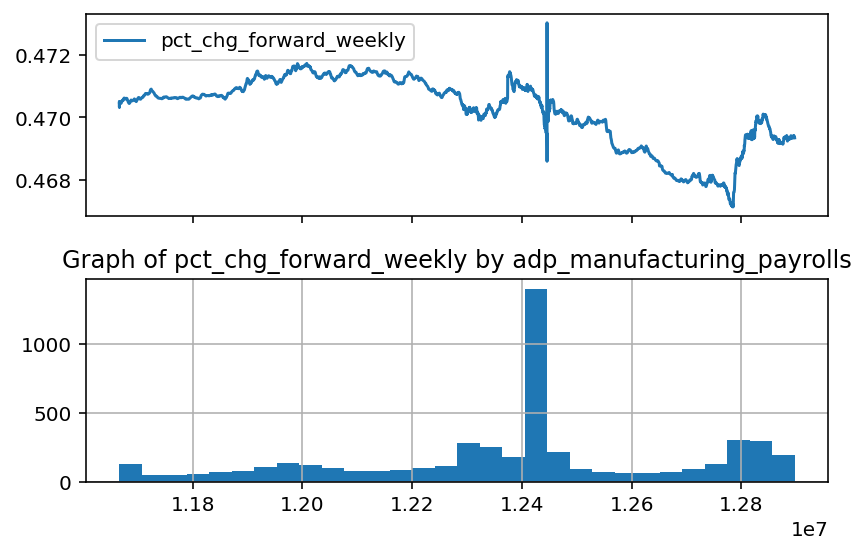 pct_chg_forward_weekly
0.472
0.470
0.468
Graph of pct_chg_forward_weekly by adp_manufacturing_payrolls
1000
500
0
1.18 1.20 1.22 1.24 1.26 1.28
1e7